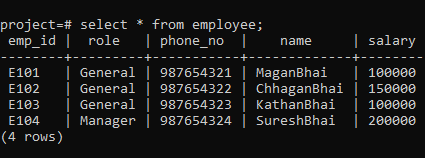 project=# select * from employee;
emp_id | role | phone_no | name | salary
--------+---------+-----------+-------------+--------
E101 | General | 987654321 | MaganBhai | 100000
E102 | General | 987654322 | ChhaganBhai | 150000
E103 | General | 987654323 | KathanBhai | 100000
E104 | Manager | 987654324 | SureshBhai | 200000
(4 rows)